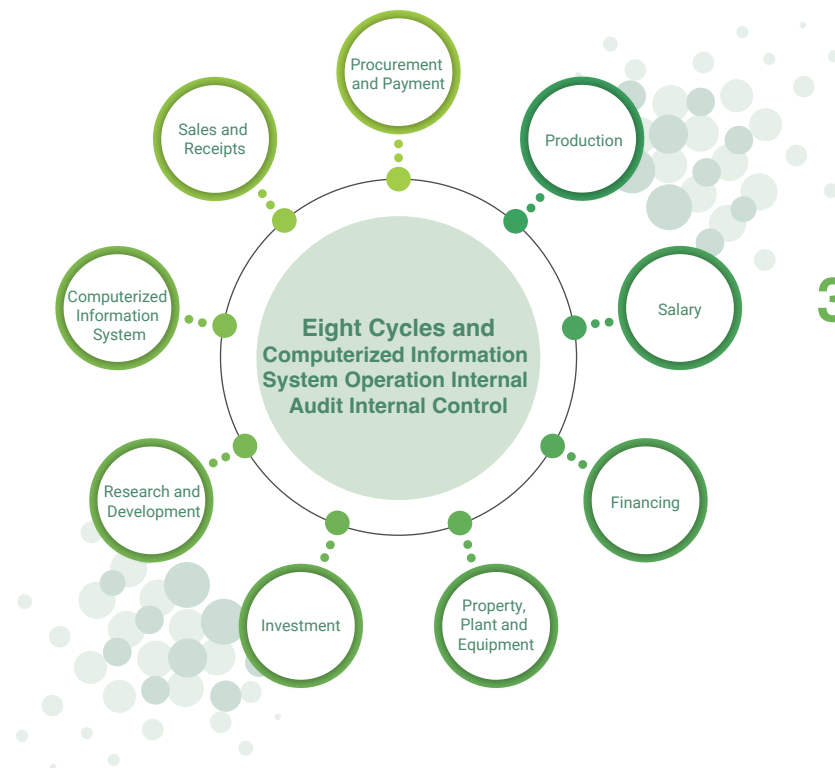 Procurement
and Payment
Production
Salary
Financing
Property,
Plant and
Equipment
Investment
Research and
Development
Computerized
Information
System
Sales and
Receipts
Eight Cycles and
Computerized Information
System Operation Internal
Audit Internal Control